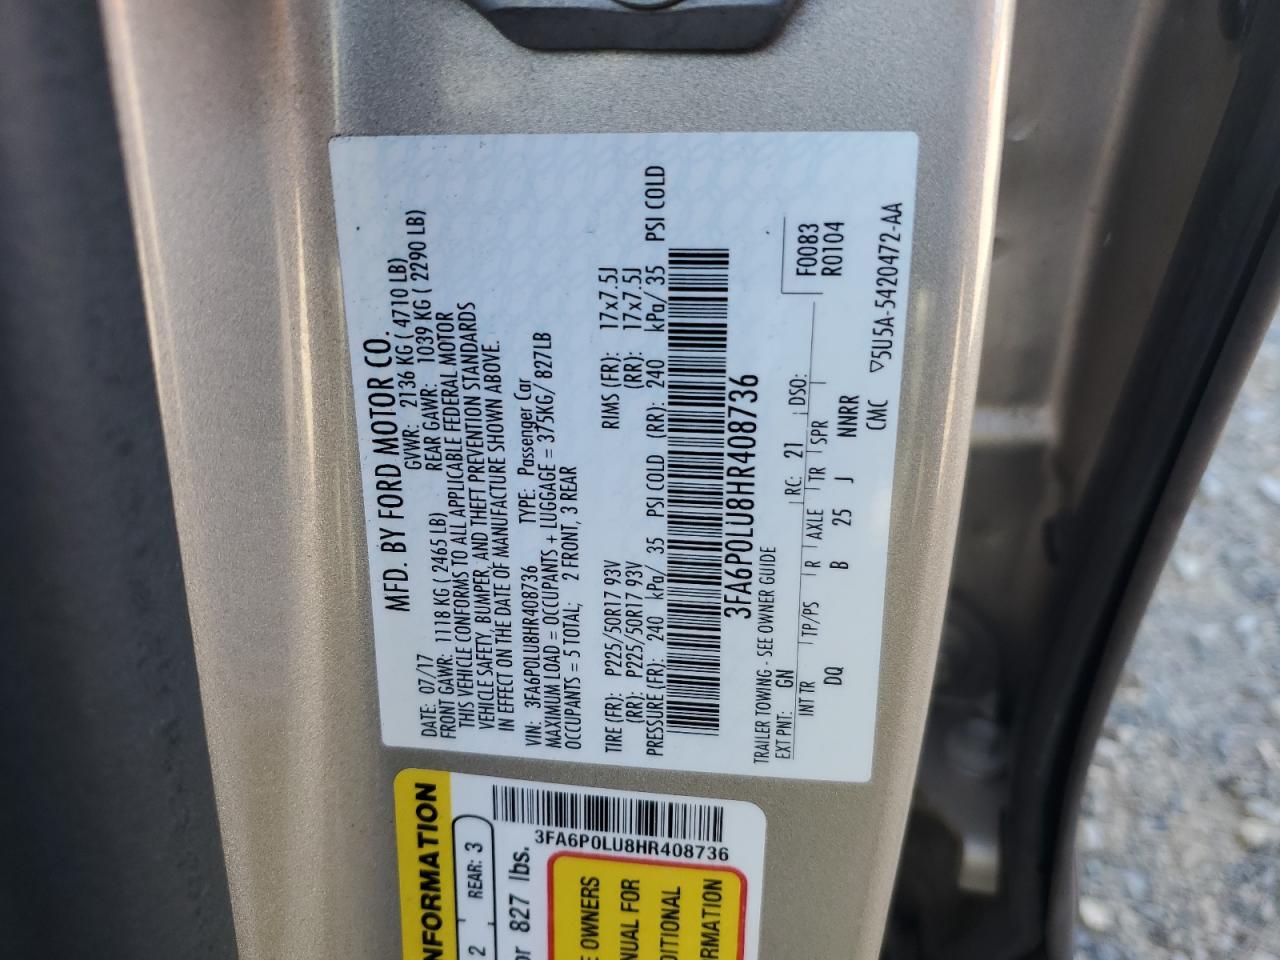 MFD. BY FORD MOTOR CO.
DATE: 07/17 GVWR: 2136 KG ( 4710 LB)
FRONT GAWR: 1118 KG ( 2465 LB) REAR GAWR: 1039 KG ( 2290 LB)
THIS VEHICLE CONFORMS TO ALL APPLICABLE FEDERAL MOTOR
VEHICLE SAFETY, BUMPER, AND THEFT PREVENTION STANDARDS
IN EFFECT ON THE DATE OF MANUFACTURE SHOWN ABOVE.
VIN: 3FA6P0LU8HR408736 TYPE: Passenger Car
MAXIMUM LOAD = OCCUPANTS + LUGGAGE = 375KG/ 827LB
OCCUPANTS = 5 TOTAL; 2 FRONT, 3 REAR
TIRE (FR): P225/50R17 93V RIMS (FR): 17x7.5J
(RR): P225/50R17 93V (RR): 17x7.5J
PRESSURE (FR): 240 kPa/ 35 PSI COLD (RR): 240 kPa/ 35 PSI COLD
3FA6P0LU8HR408736
TRAILER TOWING - SEE OWNER GUIDE
F0083
R0104
EXT PNT: GN RC: 21 DSO:
INT TR TP/PS R AXLE TR SPR
DQ B 25 J NNRR
CMC ▽5U5A-5420472-AA
NFORMATION
2 REAR: 3
or 827 lbs.
3FA6P0LU8HR408736
E OWNERS
NUAL FOR
DITIONAL
RMATION